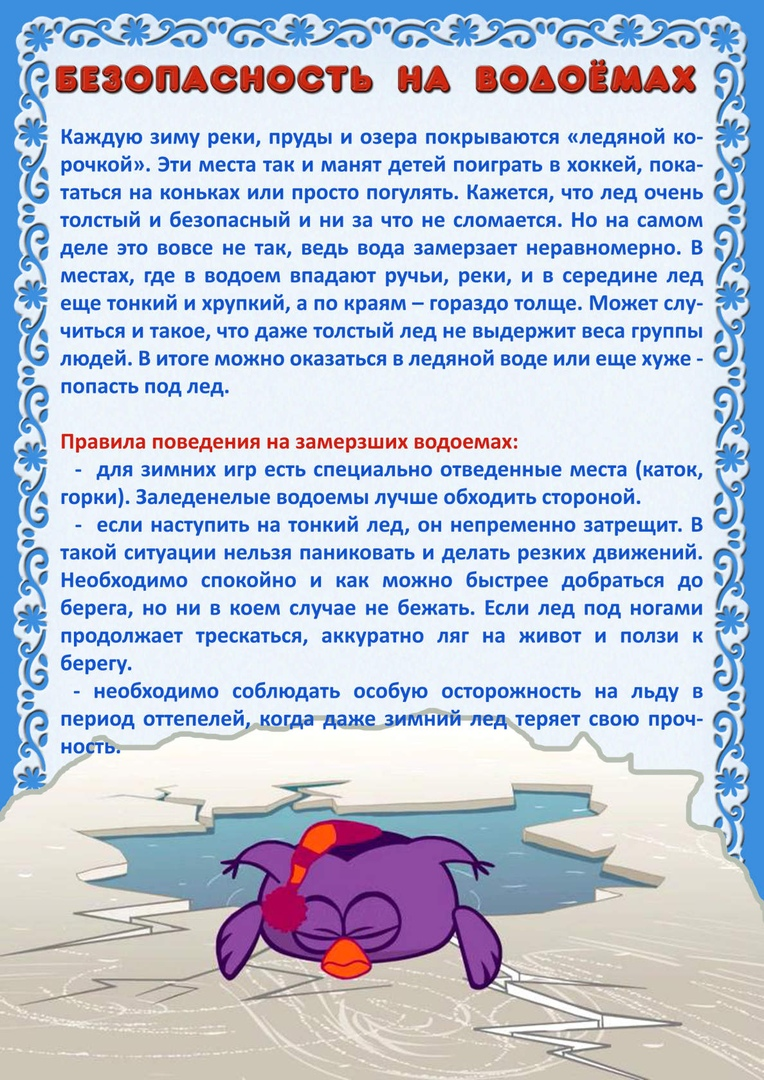 БЕЗОПАСНОСТЬ НА ВОДОЁМАХ
Каждую зиму реки, пруды и озера покрываются «ледяной ко-
рочкой». Эти места так и манят детей поиграть в хоккей, пока-
таться на коньках или просто погулять. Кажется, что лед очень
толстый и безопасный и ни за что не сломается. Но на самом
деле это вовсе не так, ведь вода замерзает неравномерно. В
местах, где в водоем впадают ручьи, реки, и в середине лед
еще тонкий и хрупкий, а по краям – гораздо толще. Может слу-
читься и такое, что даже толстый лед не выдержит веса группы
людей. В итоге можно оказаться в ледяной воде или еще хуже -
попасть под лед.
Правила поведения на замерзших водоемах:
- для зимних игр есть специально отведенные места (каток,
горки). Заледенелые водоемы лучше обходить стороной.
- если наступить на тонкий лед, он непременно затрещит. В
такой ситуации нельзя паниковать и делать резких движений.
Необходимо спокойно и как можно быстрее добраться до
берега, но ни в коем случае не бежать. Если лед под ногами
продолжает трескаться, аккуратно ляг на живот и ползи к
берегу.
- необходимо соблюдать особую осторожность на льду в
период оттепелей, когда даже зимний лед теряет свою проч-
ность.